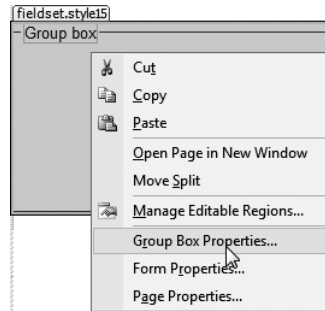 fieldset.style15
Group box
Cut
Copy
Paste
Open Page in New Window
Move Split
Manage Editable Regions...
Group Box Properties...
Form Properties...
Page Properties...